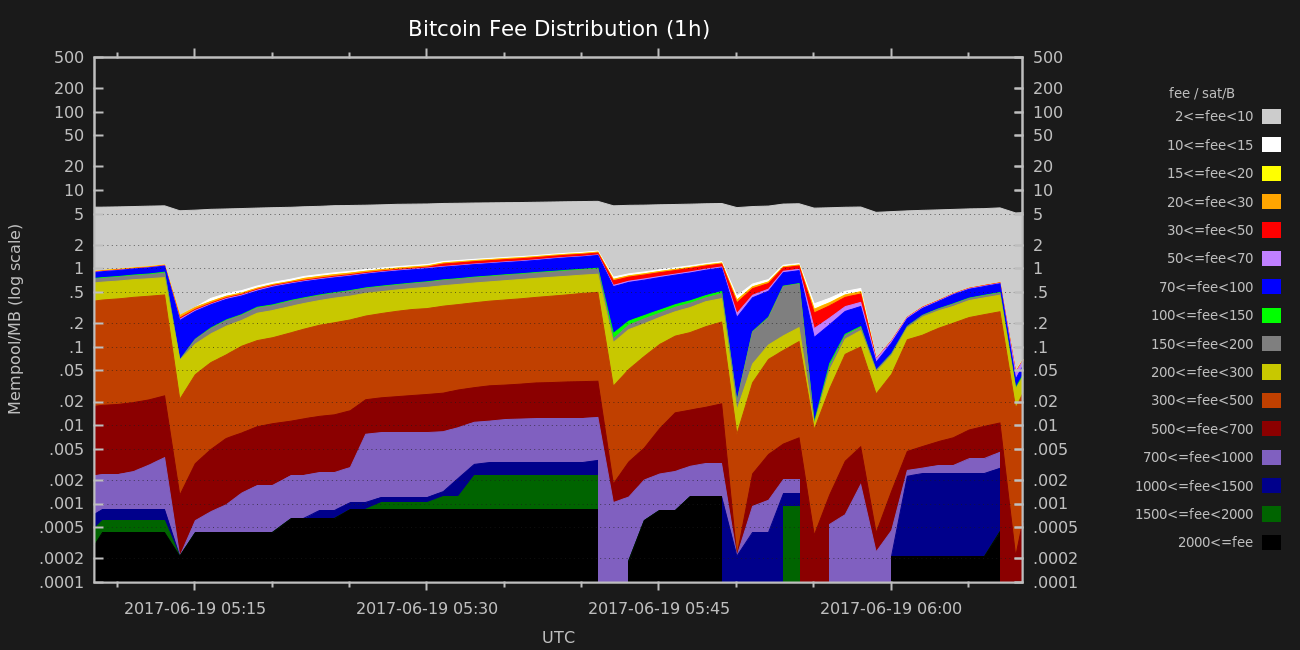 Bitcoin Fee Distribution (1h)
500
200
100
50
20
10
5
2
1
.5
.2
.1
.05
.02
.01
.005
.002
.001
.0005
.0002
.0001
Mempool/MB (log scale)
500
200
100
50
20
10
5
2
1
.5
.2
.1
.05
.02
.01
.005
.002
.001
.0005
.0002
.0001
2017-06-19 05:15
2017-06-19 05:30
2017-06-19 05:45
2017-06-19 06:00
UTC
fee / sat/B
2<=fee<10
10<=fee<15
15<=fee<20
20<=fee<30
30<=fee<50
50<=fee<70
70<=fee<100
100<=fee<150
150<=fee<200
200<=fee<300
300<=fee<500
500<=fee<700
700<=fee<1000
1000<=fee<1500
1500<=fee<2000
2000<=fee